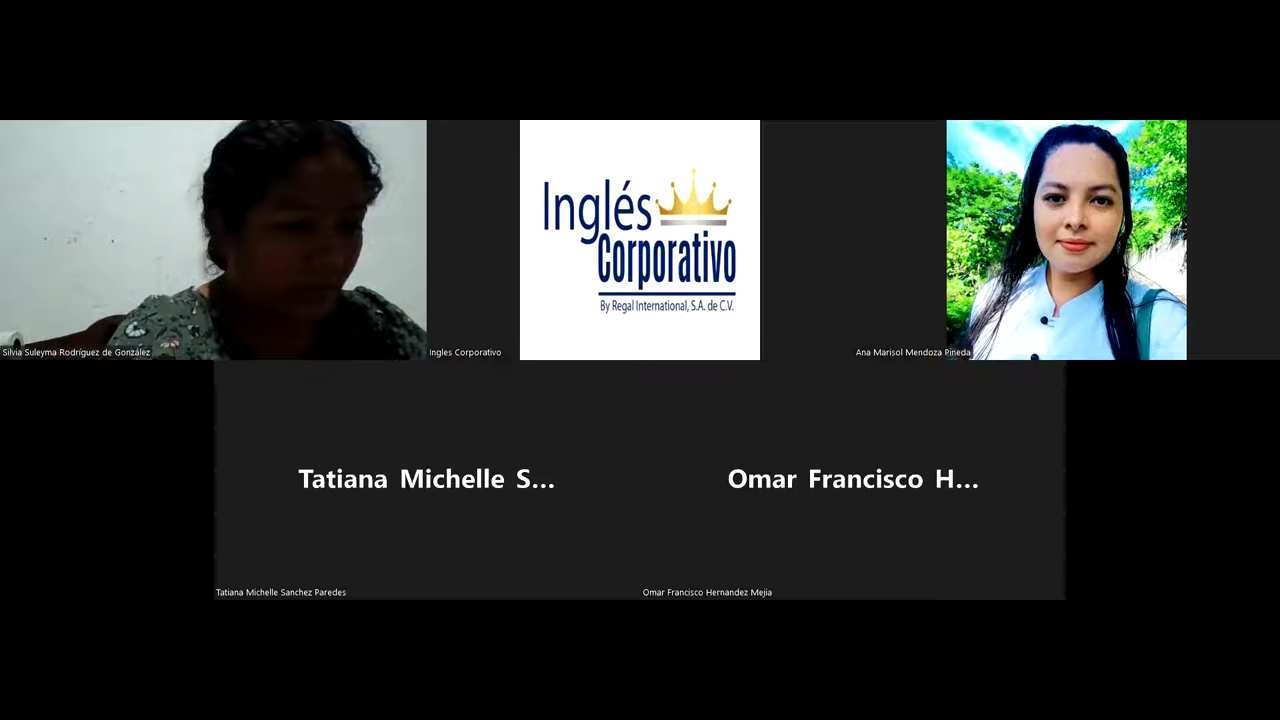 Inglés
Corporativo
By Regal International, S.A. de C.V.
Silvia Suleyma Rodríguez de González
Ingles Corporativo
Ana Marisol Mendoza Pineda
Tatiana Michelle S...
Omar Francisco H...
Tatiana Michelle Sanchez Paredes
Omar Francisco Hernandez Mejia